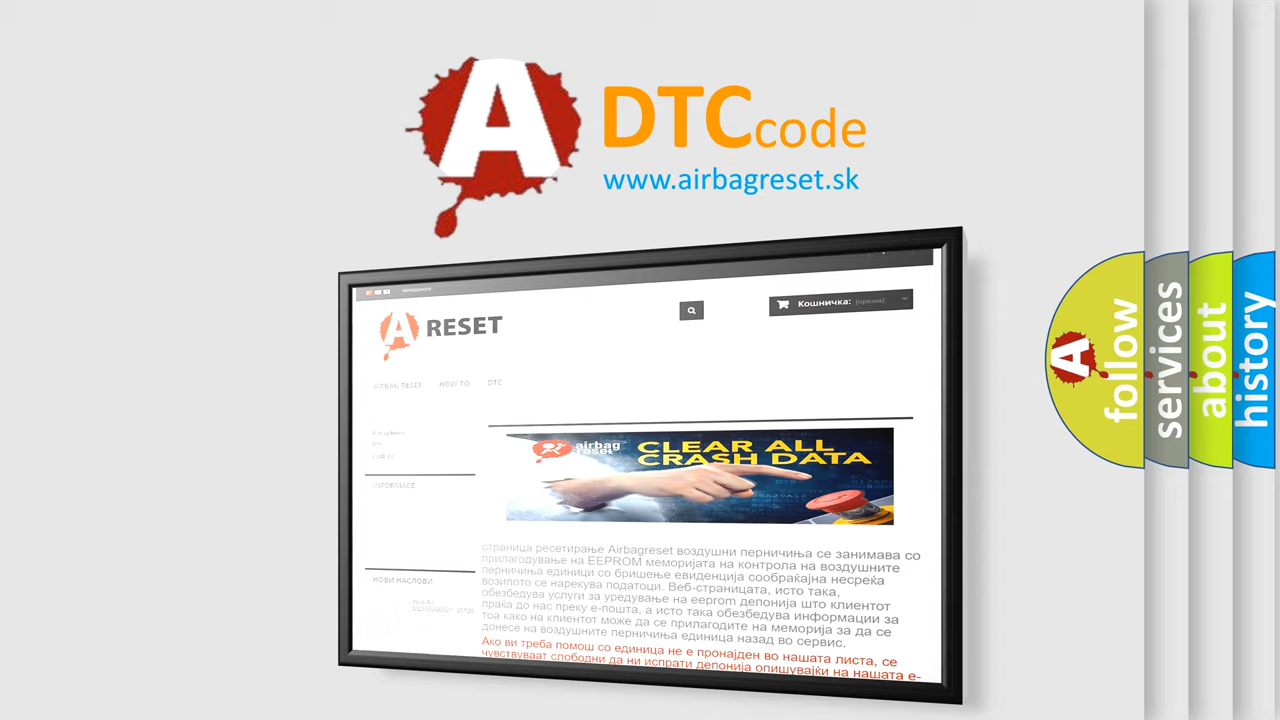 A
DTCcode
www.airbagreset.sk
Кошничка: (празна)
A RESET
AIRBAG RESET HOW TO DTC
airbag
reset
CLEAR ALL
CRASH DATA
INFORMACE
НОВИ НАСЛОВИ
страница ресетирање Airbagreset воздушни перничиња се занимава со
прилагодување на EEPROM меморијата на контрола на воздушните
перничиња единици со бришење евиденција сообраќајна несреќа
возилото се нарекува податоци. Веб-страницата, исто така,
обезбедува услуги за уредување на eeprom депонија што клиентот
праќа до нас преку е-пошта, а исто така обезбедува информации за
тоа како на клиентот може да се прилагодите на меморија за да се
донесе на воздушните перничиња единица назад во сервис.
Ако ви треба помош со единица не е пронајден во нашата листа, се
чувствуваат слободни да ни испрати депонија опишувајќи на нашата е-
A
follow
services
about
history